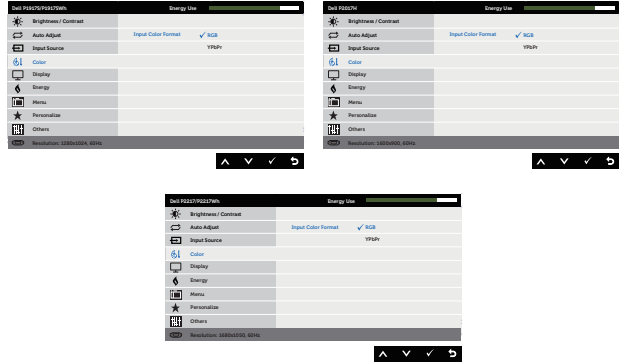 Dell P1917S/P1917SWh Energy Use
Brightness / Contrast
Auto Adjust Input Color Format ✓ RGB
Input Source YPbPr
Color
Display
Energy
Menu
Personalize
Others
Resolution: 1280x1024, 60Hz
Dell P2017H Energy Use
Brightness / Contrast
Auto Adjust Input Color Format ✓ RGB
Input Source YPbPr
Color
Display
Energy
Menu
Personalize
Others
Resolution: 1600x900, 60Hz
Dell P2217/P2217Wh Energy Use
Brightness / Contrast
Auto Adjust Input Color Format ✓ RGB
Input Source YPbPr
Color
Display
Energy
Menu
Personalize
Others
Resolution: 1680x1050, 60Hz